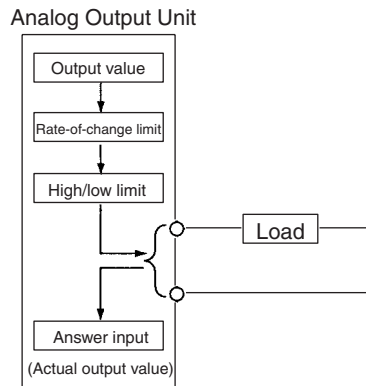 Analog Output Unit
Output value
Rate-of-change limit
High/low limit
Load
Answer input
(Actual output value)